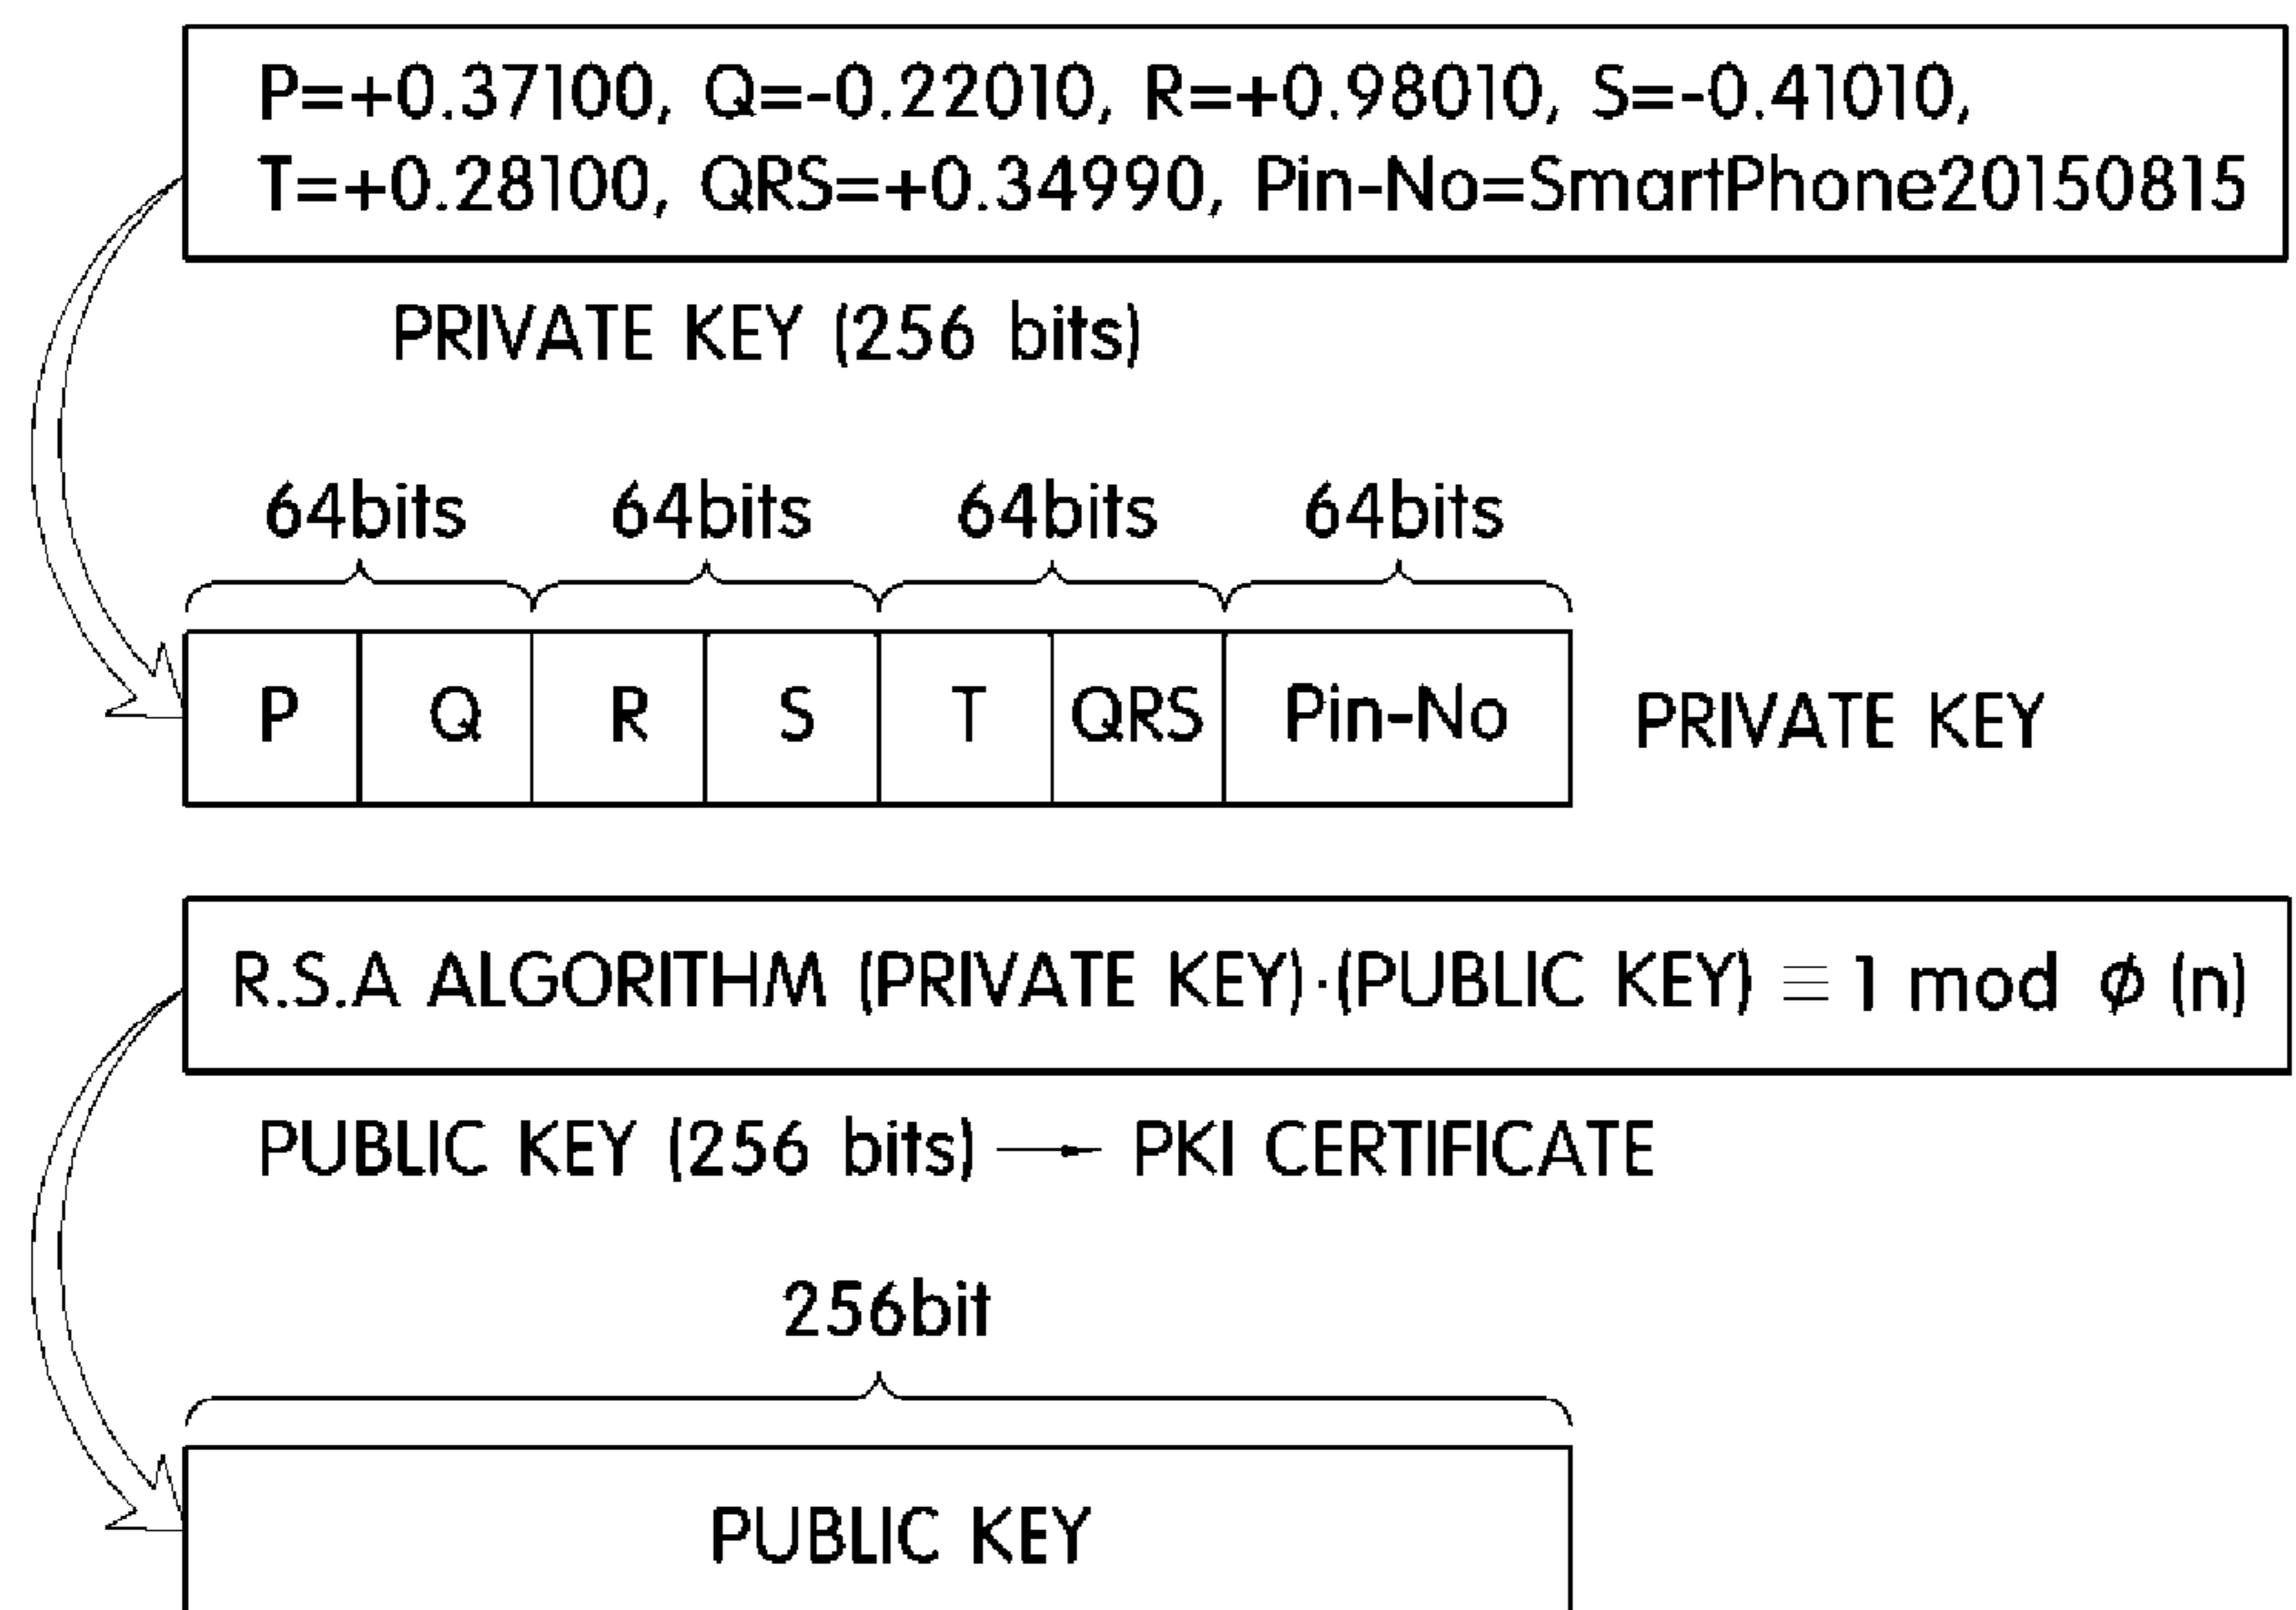 P=+0.37100, Q=-0.22010, R=+0.98010, S=-0.41010,
T=+0.28100, QRS=+0.34990, Pin-No=SmartPhone20150815
PRIVATE KEY (256 bits)
64bits 64bits 64bits 64bits
P Q R S T QRS Pin-No PRIVATE KEY
R.S.A ALGORITHM (PRIVATE KEY)·(PUBLIC KEY) ≡ 1 mod ϕ (n)
PUBLIC KEY (256 bits) → PKI CERTIFICATE
256bit
PUBLIC KEY